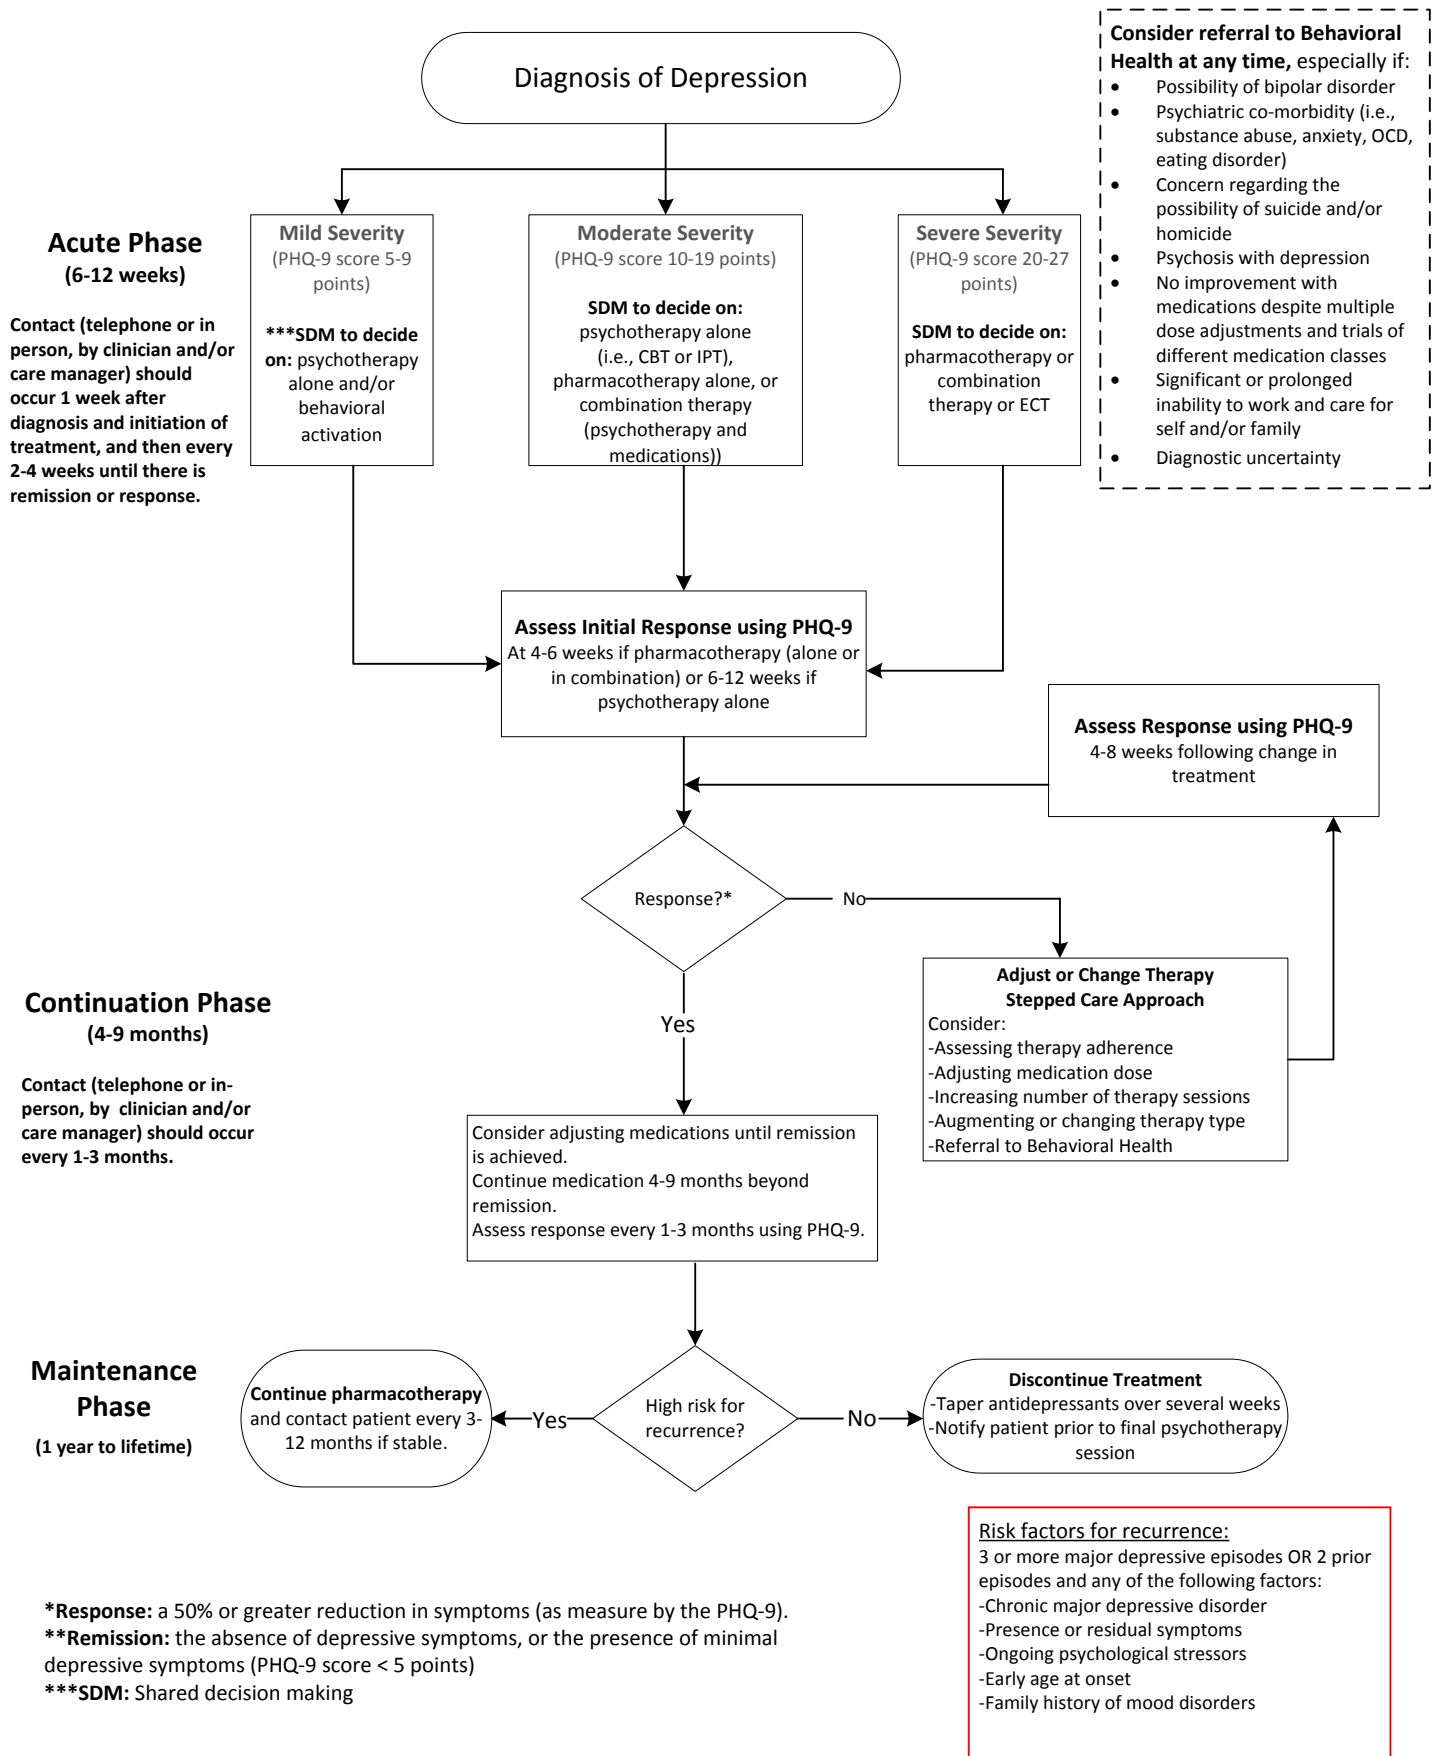 Diagnosis of Depression
Consider referral to Behavioral
Health at any time, especially if:
• Possibility of bipolar disorder
• Psychiatric co-morbidity (i.e.,
substance abuse, anxiety, OCD,
eating disorder)
• Concern regarding the
possibility of suicide and/or
homicide
• Psychosis with depression
• No improvement with
medications despite multiple
dose adjustments and trials of
different medication classes
• Significant or prolonged
inability to work and care for
self and/or family
• Diagnostic uncertainty
Acute Phase
(6-12 weeks)
Contact (telephone or in
person, by clinician and/or
care manager) should
occur 1 week after
diagnosis and initiation of
treatment, and then every
2-4 weeks until there is
remission or response.
Mild Severity
(PHQ-9 score 5-9
points)
***SDM to decide
on: psychotherapy
alone and/or
behavioral
activation
Moderate Severity
(PHQ-9 score 10-19 points)
SDM to decide on:
psychotherapy alone
(i.e., CBT or IPT),
pharmacotherapy alone, or
combination therapy
(psychotherapy and
medications))
Severe Severity
(PHQ-9 score 20-27
points)
SDM to decide on:
pharmacotherapy or
combination
therapy or ECT
Assess Initial Response using PHQ-9
At 4-6 weeks if pharmacotherapy (alone or
in combination) or 6-12 weeks if
psychotherapy alone
Assess Response using PHQ-9
4-8 weeks following change in
treatment
Response?*
No
Yes
Adjust or Change Therapy
Stepped Care Approach
Consider:
-Assessing therapy adherence
-Adjusting medication dose
-Increasing number of therapy sessions
-Augmenting or changing therapy type
-Referral to Behavioral Health
Continuation Phase
(4-9 months)
Contact (telephone or in-
person, by clinician and/or
care manager) should occur
every 1-3 months.
Consider adjusting medications until remission
is achieved.
Continue medication 4-9 months beyond
remission.
Assess response every 1-3 months using PHQ-9.
Maintenance
Phase
(1 year to lifetime)
Continue pharmacotherapy
and contact patient every 3-
12 months if stable.
Yes
High risk for
recurrence?
No
Discontinue Treatment
-Taper antidepressants over several weeks
-Notify patient prior to final psychotherapy
session
Risk factors for recurrence:
3 or more major depressive episodes OR 2 prior
episodes and any of the following factors:
-Chronic major depressive disorder
-Presence or residual symptoms
-Ongoing psychological stressors
-Early age at onset
-Family history of mood disorders
*Response: a 50% or greater reduction in symptoms (as measure by the PHQ-9).
**Remission: the absence of depressive symptoms, or the presence of minimal
depressive symptoms (PHQ-9 score < 5 points)
***SDM: Shared decision making